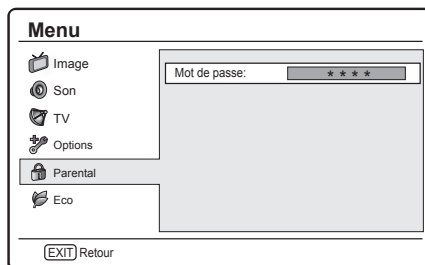 Menu
Image
Mot de passe: * * * *
Son
TV
Options
Parental
Eco
EXIT Retour